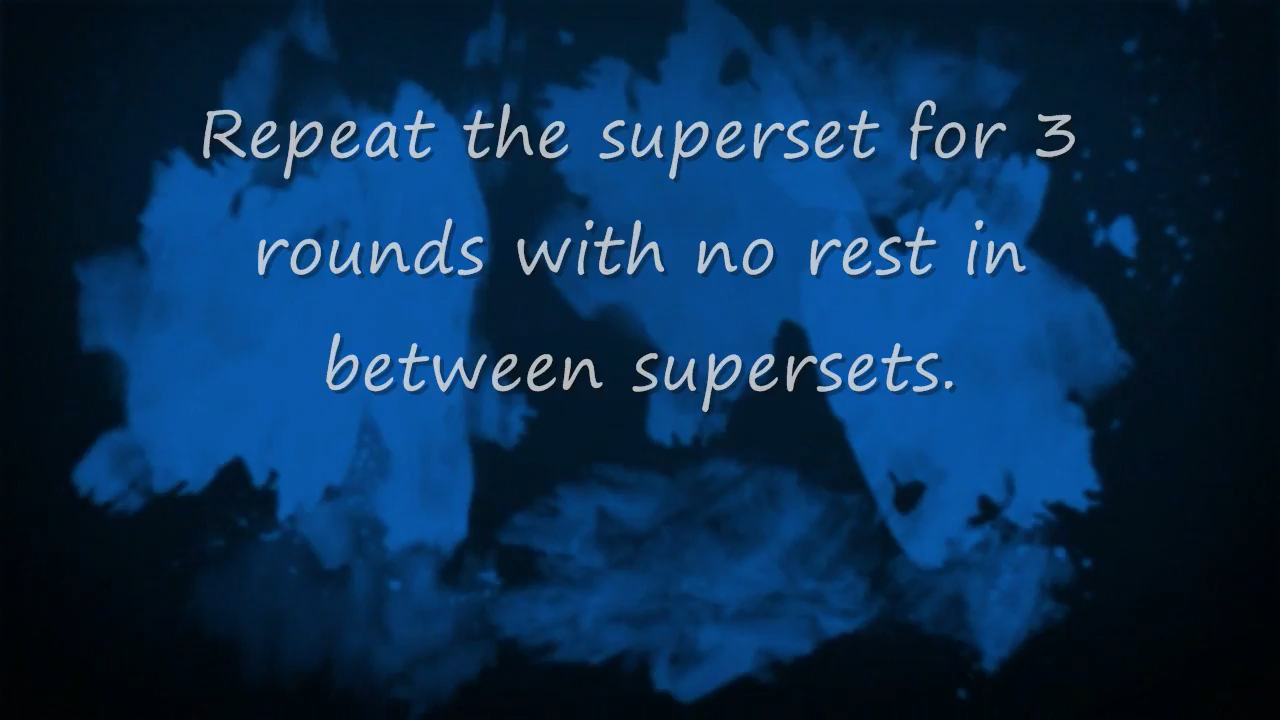 Repeat the superset for 3
rounds with no rest in
between supersets.